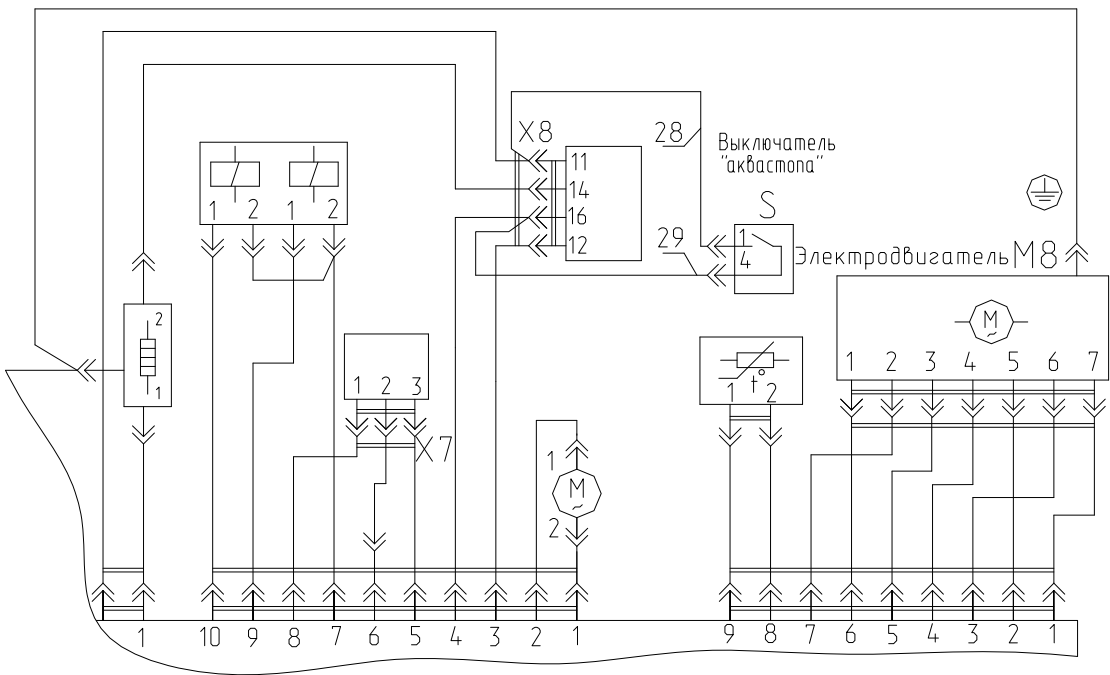 X8
28
Выключатель
"аквастопа"
11
14
16
12
S
29
1
4
Электродвигатель М8
1 2 1 2
2
1
1 2 3
X7
1
М
~
2
t°
1 2
М
~
1 2 3 4 5 6 7
1 10 9 8 7 6 5 4 3 2 1 9 8 7 6 5 4 3 2 1